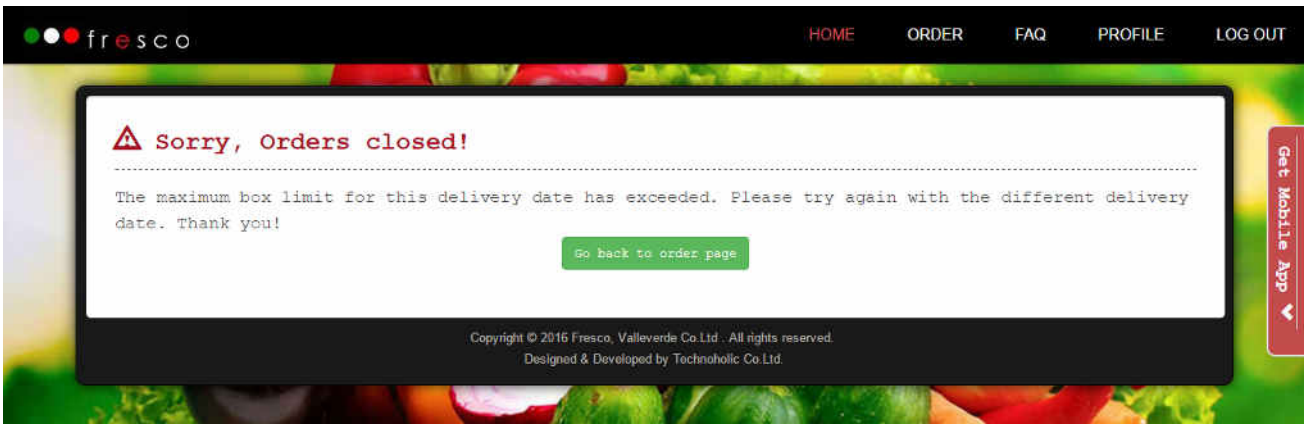 fresco
HOME ORDER FAQ PROFILE LOG OUT
Sorry, Orders closed!
The maximum box limit for this delivery date has exceeded. Please try again with the different delivery
date. Thank you!
Go back to order page
Get Mobile App
Copyright © 2016 Fresco, Valleverde Co.Ltd . All rights reserved.
Designed & Developed by Technoholic Co.Ltd.